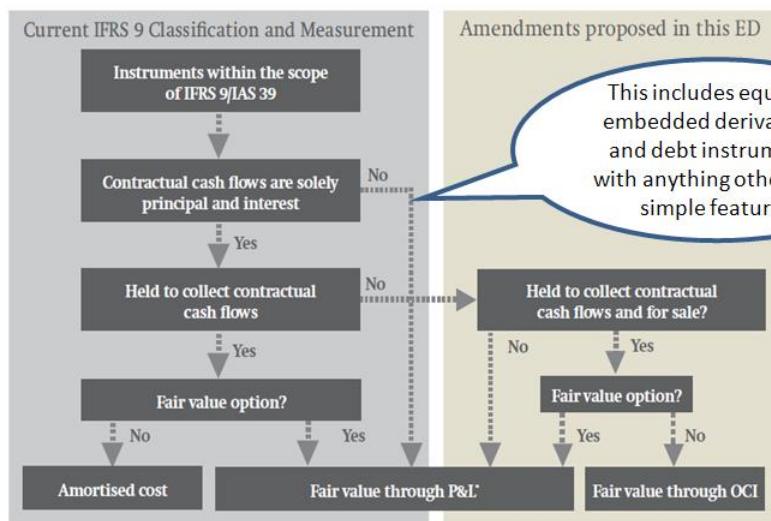 Current IFRS 9 Classification and Measurement
Amendments proposed in this ED
Instruments within the scope
of IFRS 9/IAS 39
This includes equ
embedded deriva
and debt instrum
with anything othe
simple featur
Contractual cash flows are solely
principal and interest
No
Yes
Held to collect contractual
cash flows
No
Held to collect contractual
cash flows and for sale?
Yes
No
Yes
Fair value option?
Fair value option?
No
Yes
Yes
No
Amortised cost
Fair value through P&L*
Fair value through OCI